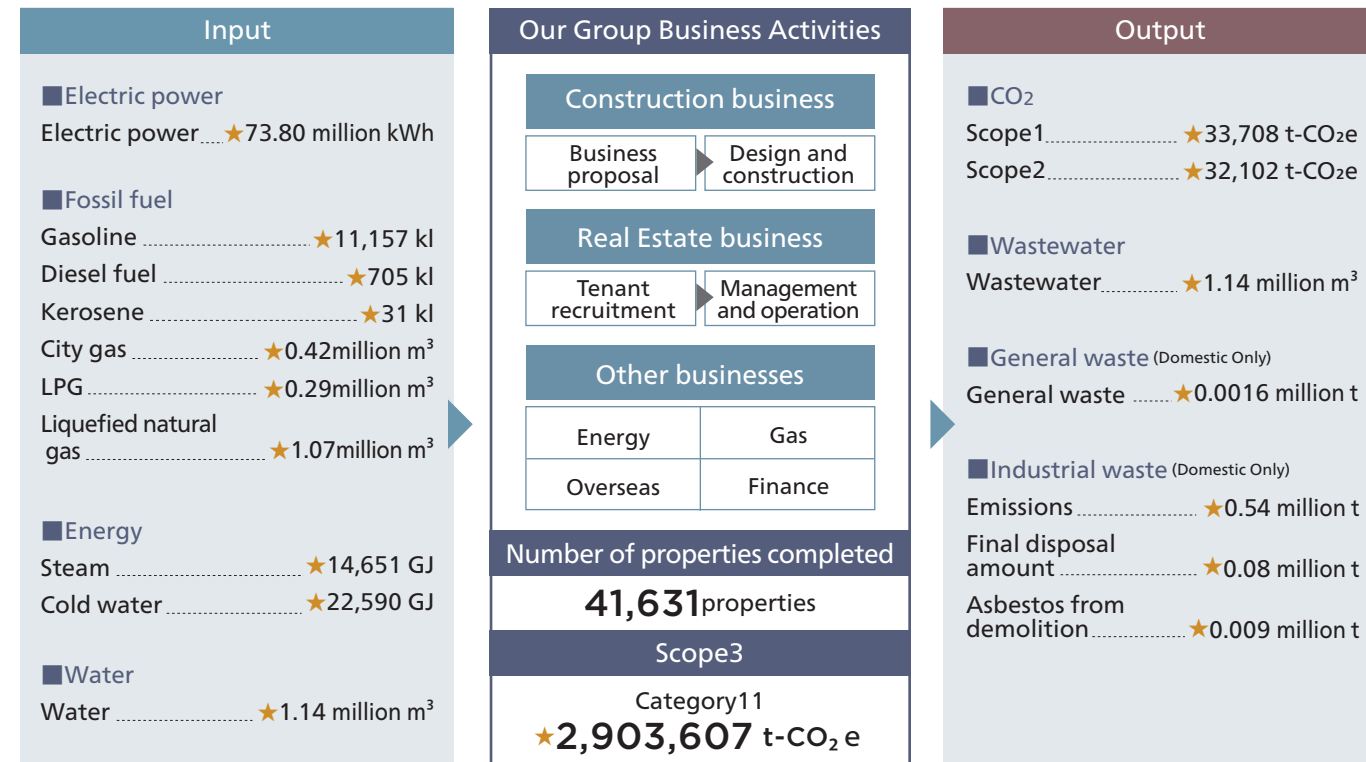 Input
■Electric power
Electric power ★73.80 million kWh
■Fossil fuel
Gasoline ★11,157 kl
Diesel fuel ★705 kl
Kerosene ★31 kl
City gas ★0.42million m³
LPG ★0.29million m³
Liquefied natural
gas ★1.07million m³
■Energy
Steam ★14,651 GJ
Cold water ★22,590 GJ
■Water
Water ★1.14 million m³
Our Group Business Activities
Construction business
Business
proposal
Design and
construction
Real Estate business
Tenant
recruitment
Management
and operation
Other businesses
Energy
Gas
Overseas
Finance
Number of properties completed
41,631properties
Scope3
Category11
★2,903,607 t-CO₂e
Output
■CO₂
Scope1 ★33,708 t-CO₂e
Scope2 ★32,102 t-CO₂e
■Wastewater
Wastewater ★1.14 million m³
■General waste (Domestic Only)
General waste ★0.0016 million t
■Industrial waste (Domestic Only)
Emissions ★0.54 million t
Final disposal
amount ★0.08 million t
Asbestos from
demolition ★0.009 million t